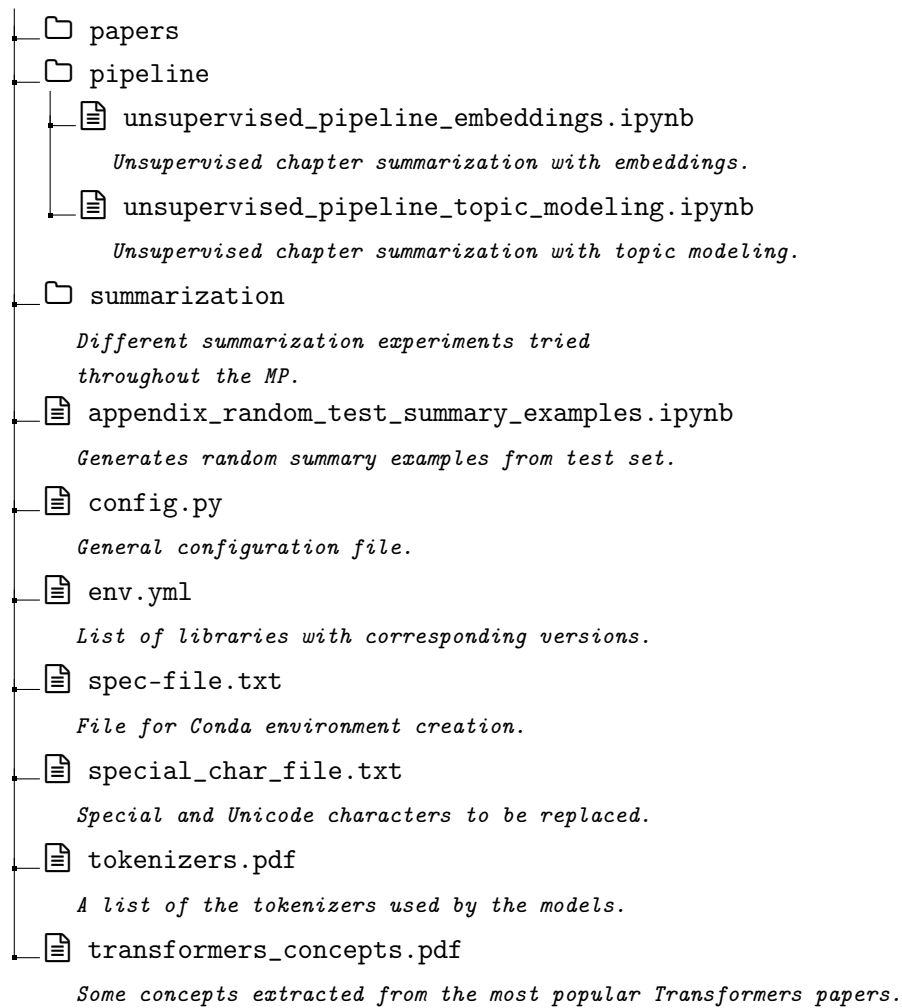 papers
pipeline
unsupervised_pipeline_embeddings.ipynb
Unsupervised chapter summarization with embeddings.
unsupervised_pipeline_topic_modeling.ipynb
Unsupervised chapter summarization with topic modeling.
summarization
Different summarization experiments tried
throughout the MP.
appendix_random_test_summary_examples.ipynb
Generates random summary examples from test set.
config.py
General configuration file.
env.yml
List of libraries with corresponding versions.
spec-file.txt
File for Conda environment creation.
special_char_file.txt
Special and Unicode characters to be replaced.
tokenizers.pdf
A list of the tokenizers used by the models.
transformers_concepts.pdf
Some concepts extracted from the most popular Transformers papers.